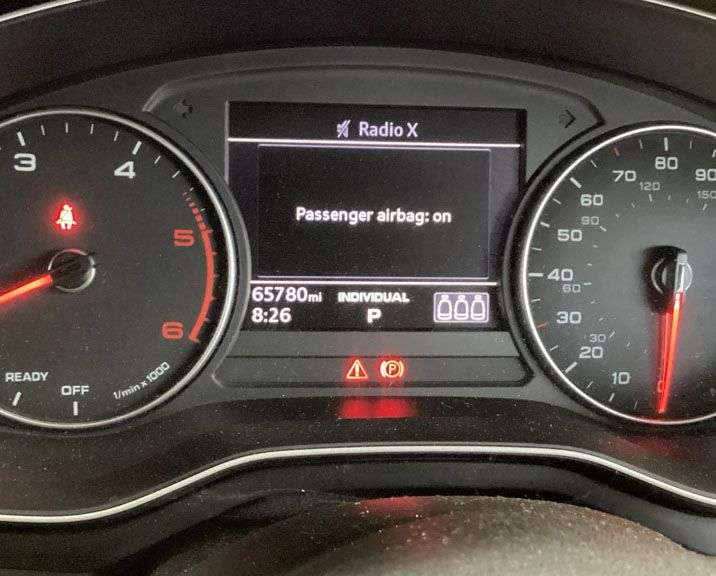 Radio X
Passenger airbag: on
65780mi INDIVIDUAL
8:26 P
3 4 5 6
READY OFF 1/min x 1000
10 20 30 40 50 60 70 80 90
30 60 90 120 150
0
P